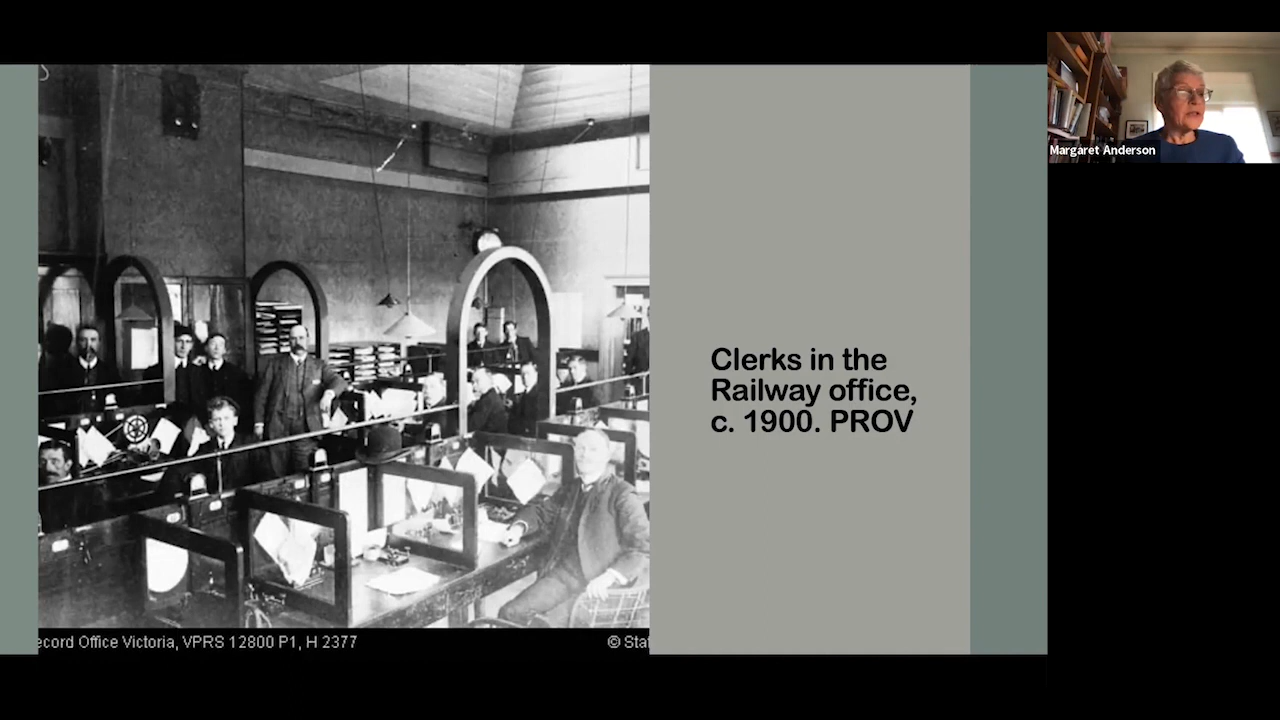 Margaret Anderson
Clerks in the
Railway office,
c. 1900. PROV
ecord Office Victoria, VPRS 12800 P1, H 2377
© Stat